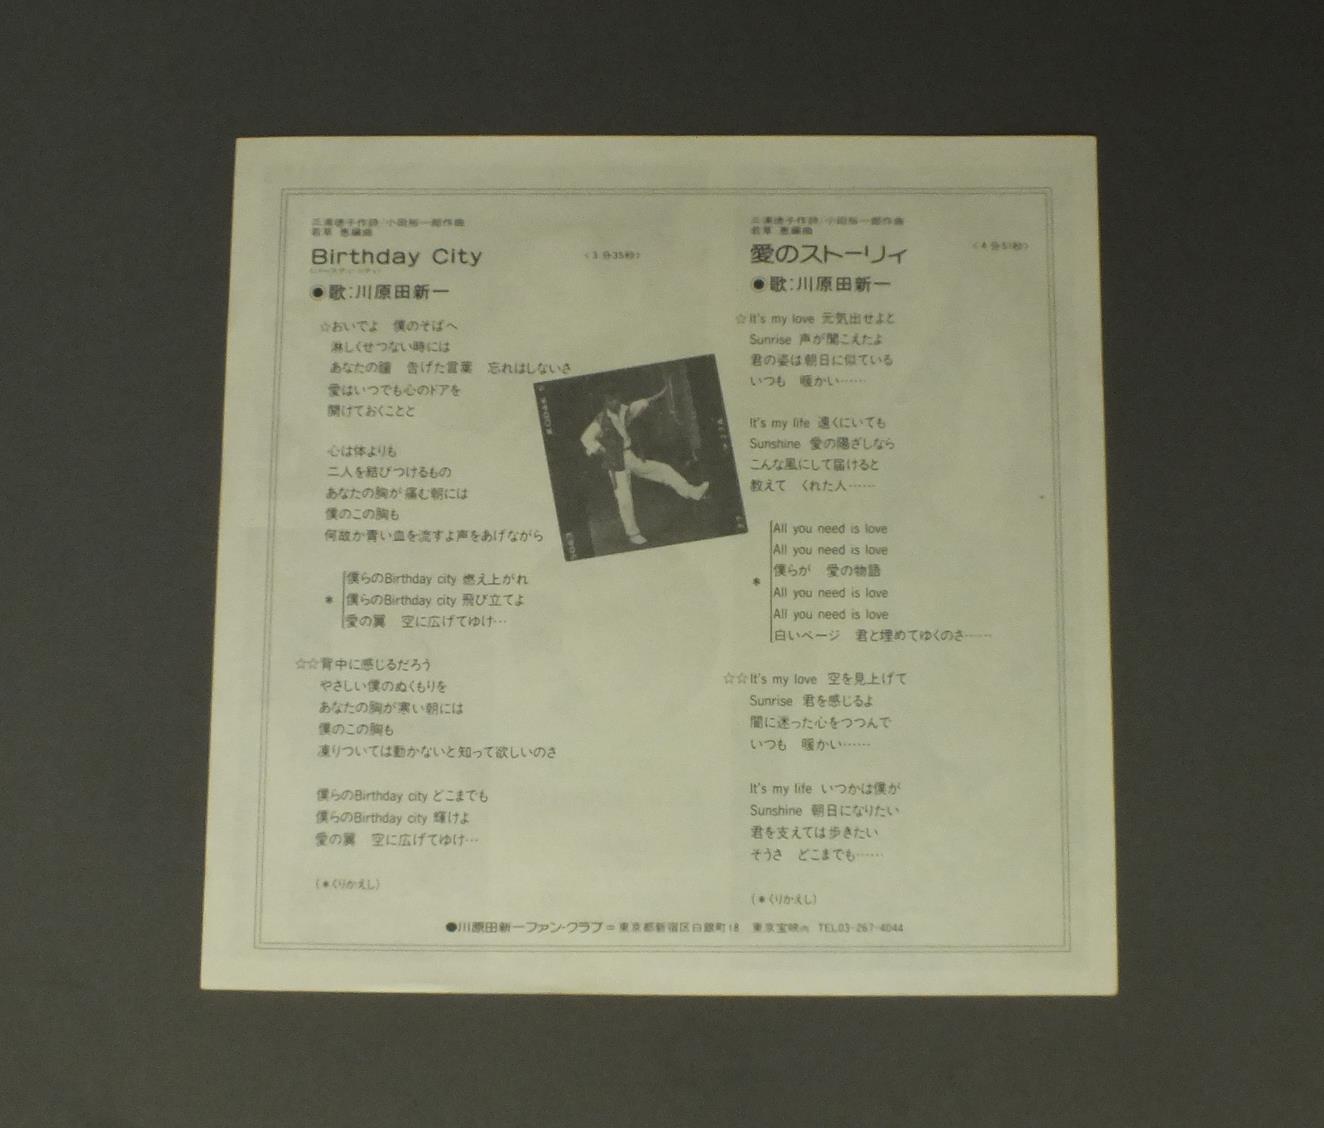 三浦徳子作詩/小田裕一郎作曲
若草 恵編曲
Birthday City
(バースデイ・シティ)
<3分35秒>
●歌:川原田新一
☆おいでよ 僕のそばへ
淋しくせつない時には
あなたの瞳 告げた言葉 忘れはしないさ
愛はいつでも心のドアを
開けておくことと
心は体よりも
二人を結びつけるもの
あなたの胸が痛む朝には
僕のこの胸も
何故か青い血を流すよ声をあげながら
僕らのBirthday city 燃え上がれ
* 僕らのBirthday city 飛び立てよ
愛の翼 空に広げてゆけ…
☆☆背中に感じるだろう
やさしい僕のぬくもりを
あなたの胸が寒い朝には
僕のこの胸も
凍りついては動かないと知って欲しいのさ
僕らのBirthday city どこまでも
僕らのBirthday city 輝けよ
愛の翼 空に広げてゆけ…
(*くりかえし)
KODAK
5063
三浦徳子作詩/小田裕一郎作曲
若草 恵編曲
愛のストーリィ
<4分51秒>
●歌:川原田新一
☆It's my love 元気出せよと
Sunrise 声が聞こえたよ
君の姿は朝日に似ている
いつも 暖かい……
It's my life 遠くにいても
Sunshine 愛の陽ざしなら
こんな風にして届けると
教えて くれた人……
All you need is love
All you need is love
* 僕らが 愛の物語
All you need is love
All you need is love
白いページ 君と埋めてゆくのさ……
☆☆It's my love 空を見上げて
Sunrise 君を感じるよ
闇に迷った心をつつんで
いつも 暖かい……
It's my life いつかは僕が
Sunshine 朝日になりたい
君を支えては歩きたい
そうさ どこまでも……
(*くりかえし)
●川原田新一ファン・クラブ=東京都新宿区白銀町18 東京宝映内 TEL03-267-4044